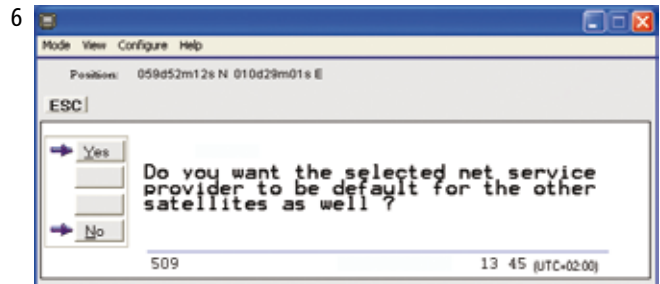 6
Mode View Configure Help
Position: 059d52m12s N 010d29m01s E
ESC
Yes
Do you want the selected net service
provider to be default for the other
satellites as well ?
No
509 13 45 (UTC+02:00)